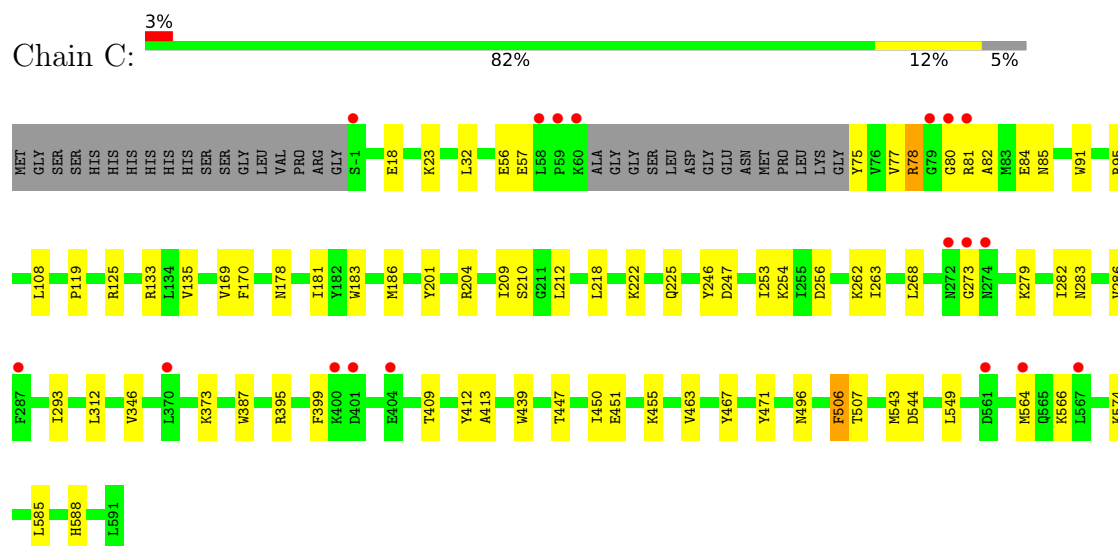 3%
Chain C:
82% 12% 5%
MET GLY SER SER HIS HIS HIS HIS HIS HIS SER SER GLY LEU VAL PRO ARG GLY S-1 E18 K23 L32 E56 E57 L58 P59 K60 ALA GLY GLY SER LEU ASP GLY GLU ASN MET PRO LEU LYS GLY Y75 V76 V77 R78 G79 G80 R81 A82 M83 E84 N85 W91 R95
L108 P119 R125 R133 L134 V135 V169 F170 N178 I181 Y182 W183 M186 Y201 R204 I209 S210 G211 L212 L218 K222 Q225 Y246 D247 I253 K254 I255 D256 K262 I263 L268 N272 G273 N274 K279 I282 N283 V286
F287 I293 L312 V346 L370 K373 W387 R395 F399 K400 D401 E404 T409 Y412 A413 W439 T447 I450 E451 K455 V463 Y467 Y471 N496 F506 T507 M543 D544 L549 D561 M564 Q565 K566 L567 K574
L585 H588 L591